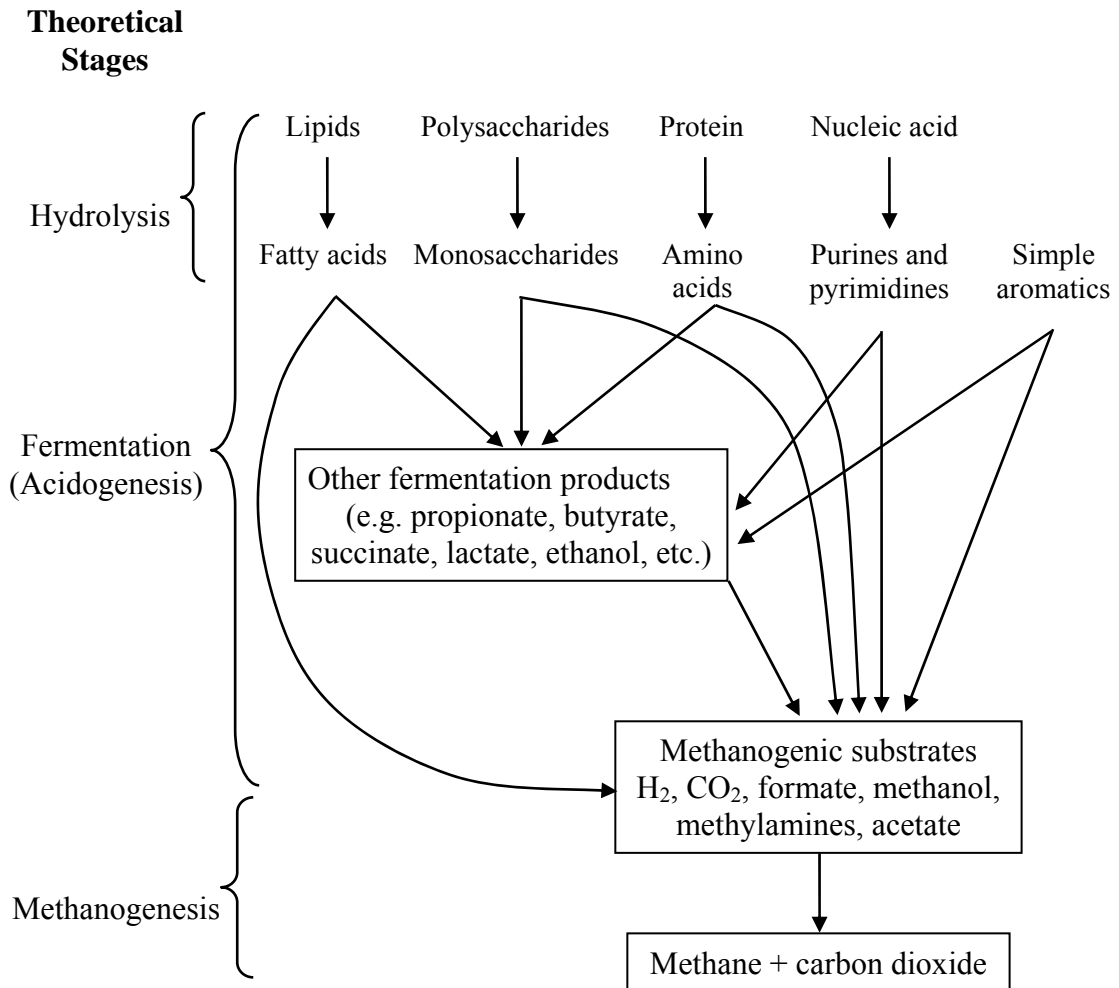 Theoretical
Stages
Lipids Polysaccharides Protein Nucleic acid
Hydrolysis
Fatty acids Monosaccharides Amino acids Purines and pyrimidines Simple aromatics
Fermentation
(Acidogenesis)
Other fermentation products
(e.g. propionate, butyrate,
succinate, lactate, ethanol, etc.)
Methanogenic substrates
H₂, CO₂, formate, methanol,
methylamines, acetate
Methanogenesis
Methane + carbon dioxide